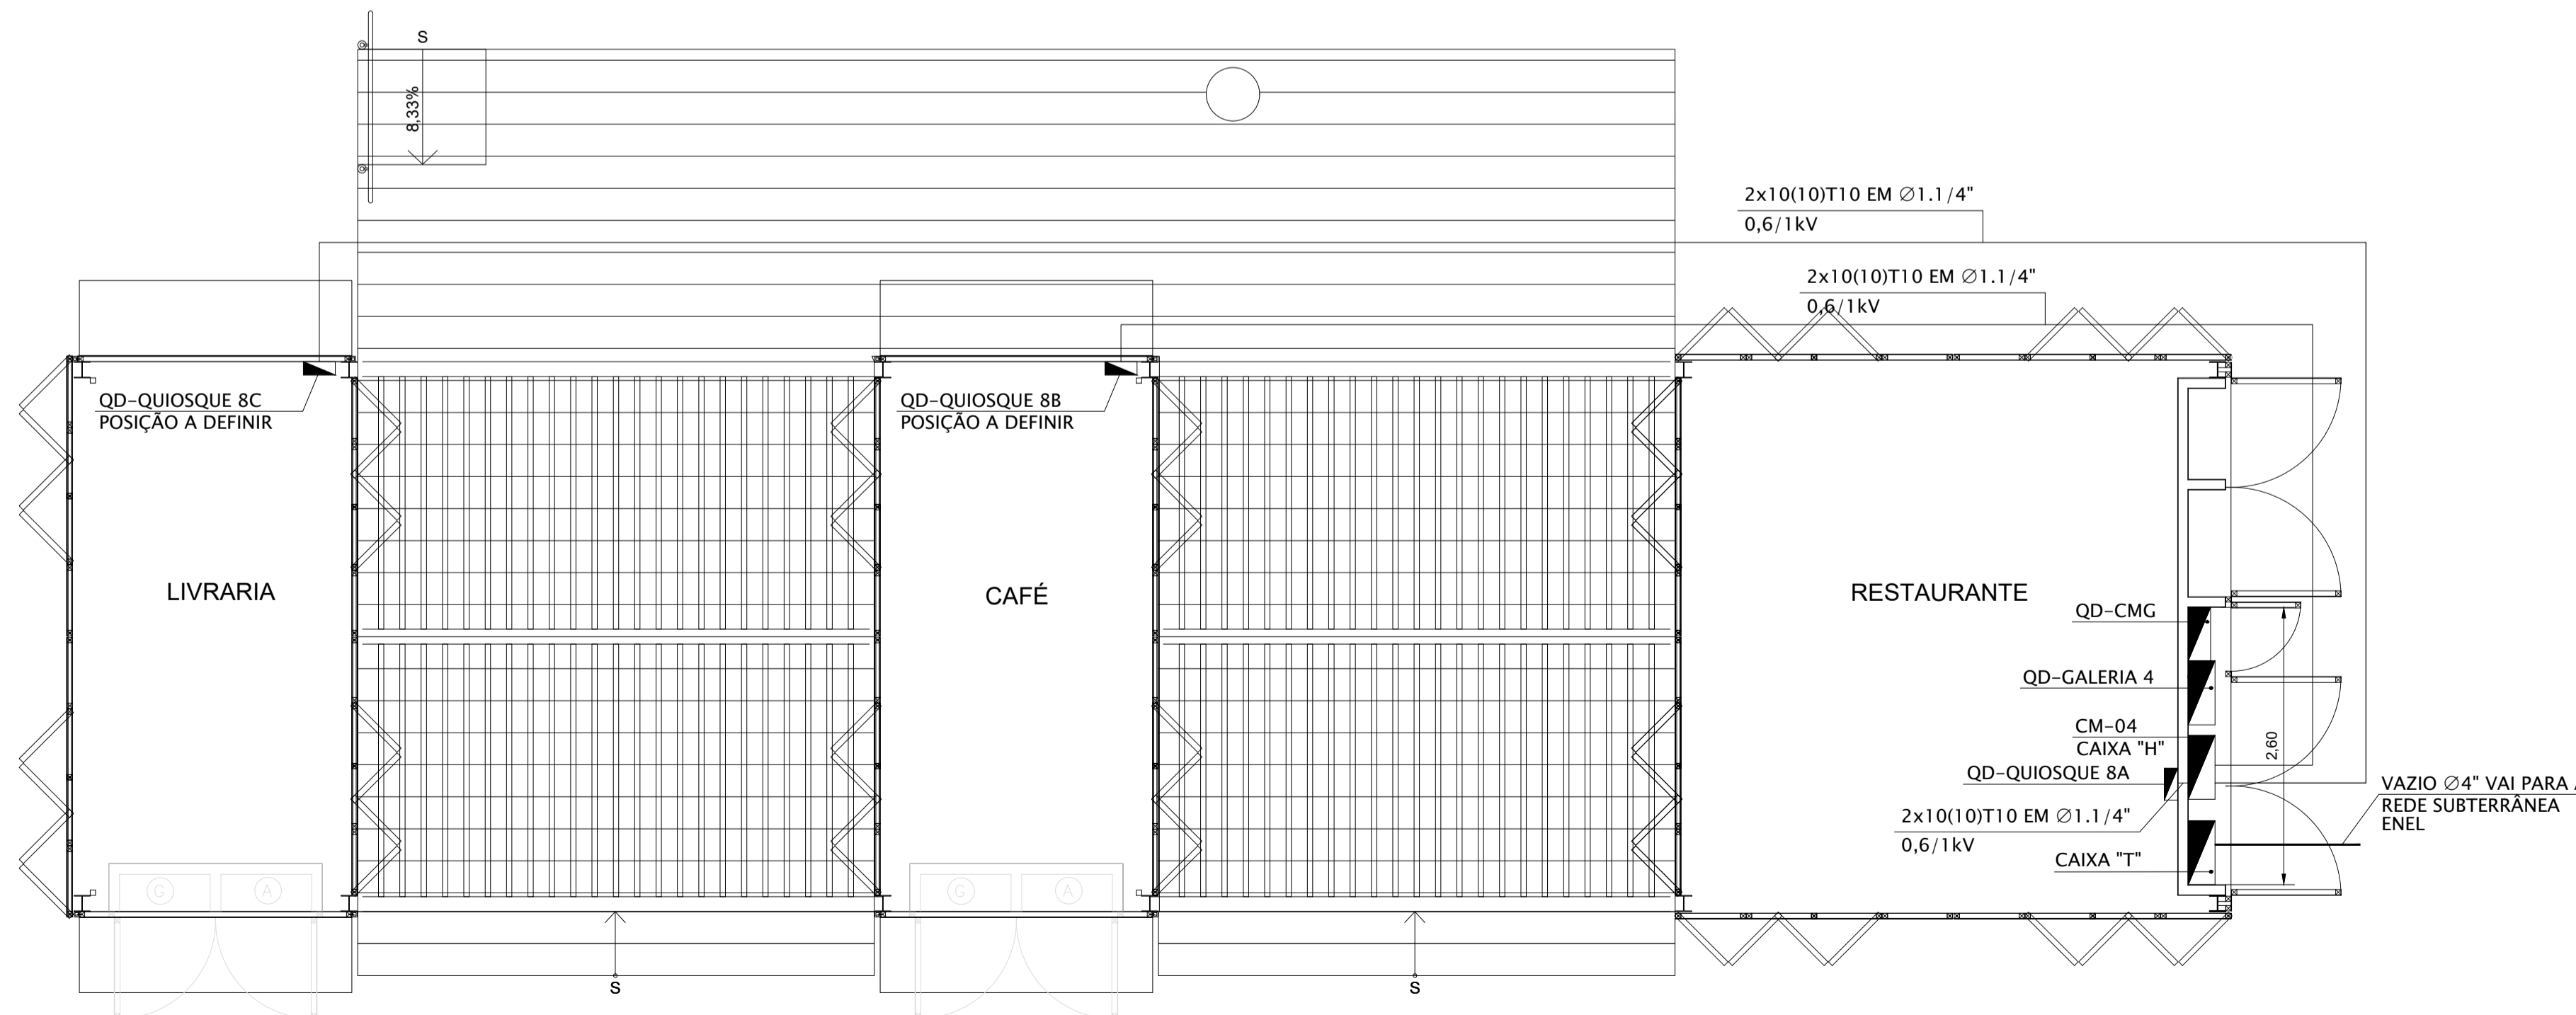 S
8,33%
2x10(10)T10 EM ∅1.1/4"
0,6/1kV
2x10(10)T10 EM ∅1.1/4"
0,6/1kV
QD-QUIOSQUE 8C
POSIÇÃO A DEFINIR
QD-QUIOSQUE 8B
POSIÇÃO A DEFINIR
LIVRARIA
CAFÉ
RESTAURANTE
QD-CMG
QD-GALERIA 4
CM-04
CAIXA "H"
QD-QUIOSQUE 8A
2x10(10)T10 EM ∅1.1/4"
0,6/1kV
CAIXA "T"
2,60
VAZIO ∅4" VAI PARA
REDE SUBTERRÂNEA
ENEL
G
A
G
A
S
S